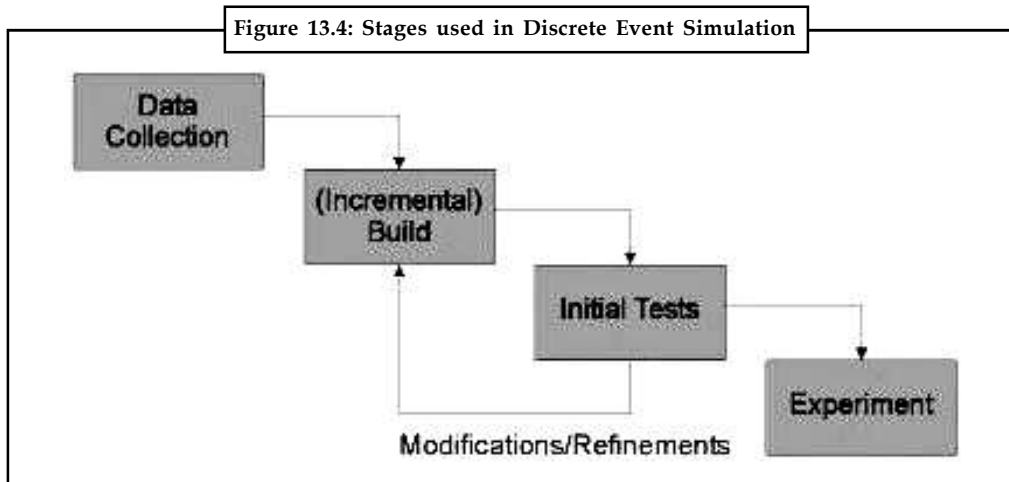 Figure 13.4: Stages used in Discrete Event Simulation
Data
Collection
(Incremental)
Build
Initial Tests
Experiment
Modifications/Refinements